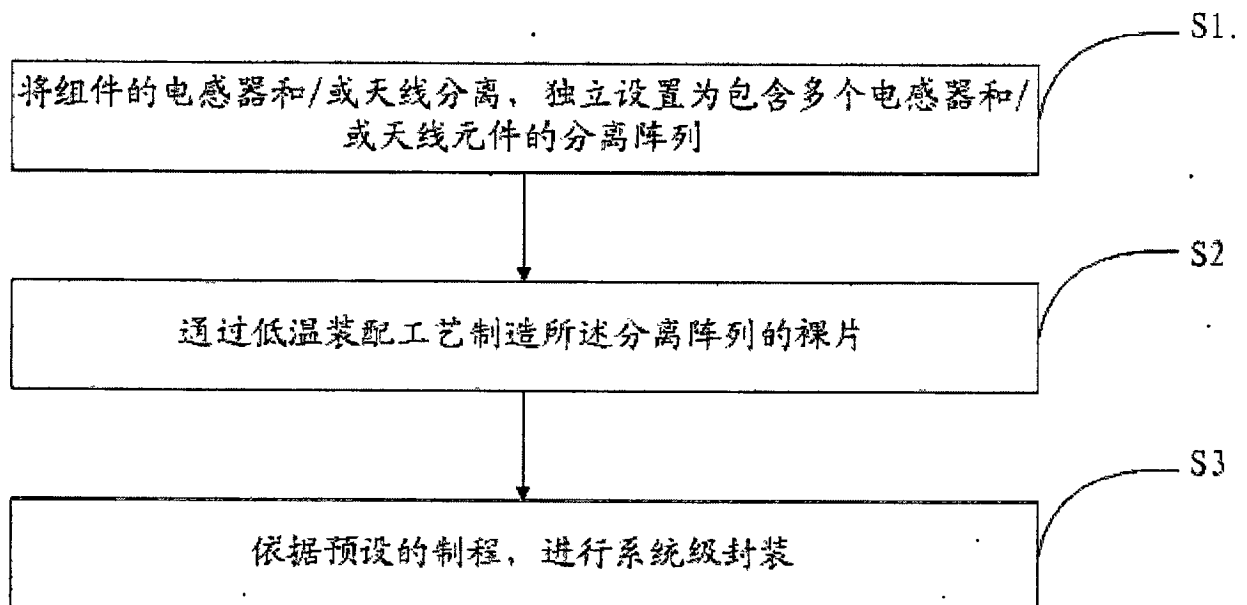 S1.
将组件的电感器和/或天线分离，独立设置为包含多个电感器和/
或天线元件的分离阵列
S2
通过低温装配工艺制造所述分离阵列的裸片
S3
依据预设的制程，进行系统级封装